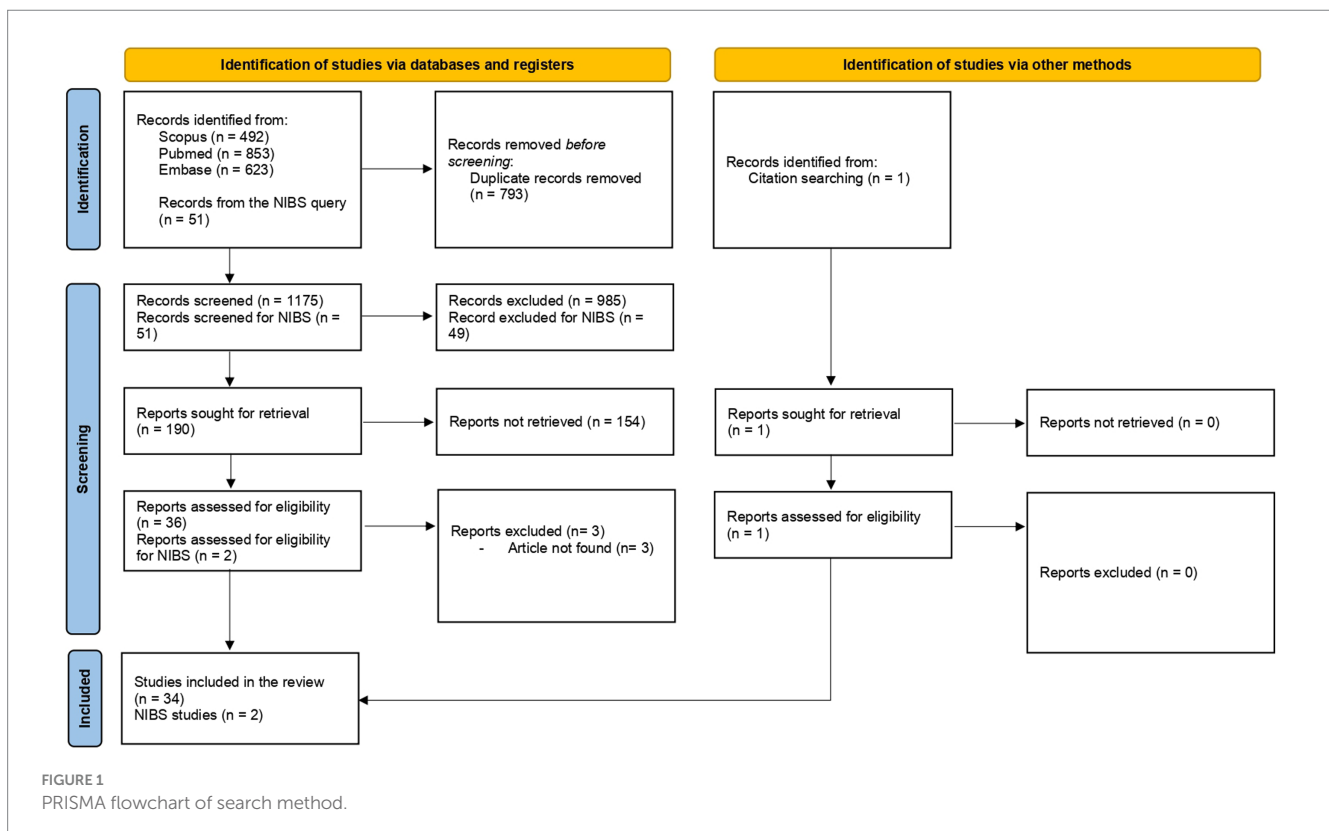 Identification of studies via databases and registers
Identification of studies via other methods
Identification
Records identified from:
Scopus (n = 492)
Pubmed (n = 853)
Embase (n = 623)
Records from the NIBS query
(n = 51)
Records removed before
screening:
Duplicate records removed
(n = 793)
Records identified from:
Citation searching (n = 1)
Screening
Records screened (n = 1175)
Records screened for NIBS (n =
51)
Records excluded (n = 985)
Record excluded for NIBS (n =
49)
Reports sought for retrieval
(n = 190)
Reports not retrieved (n = 154)
Reports sought for retrieval
(n = 1)
Reports not retrieved (n = 0)
Reports assessed for eligibility
(n = 36)
Reports assessed for eligibility
for NIBS (n = 2)
Reports excluded (n= 3)
- Article not found (n= 3)
Reports assessed for eligibility
(n = 1)
Reports excluded (n = 0)
Included
Studies included in the review
(n = 34)
NIBS studies (n = 2)
FIGURE 1
PRISMA flowchart of search method.